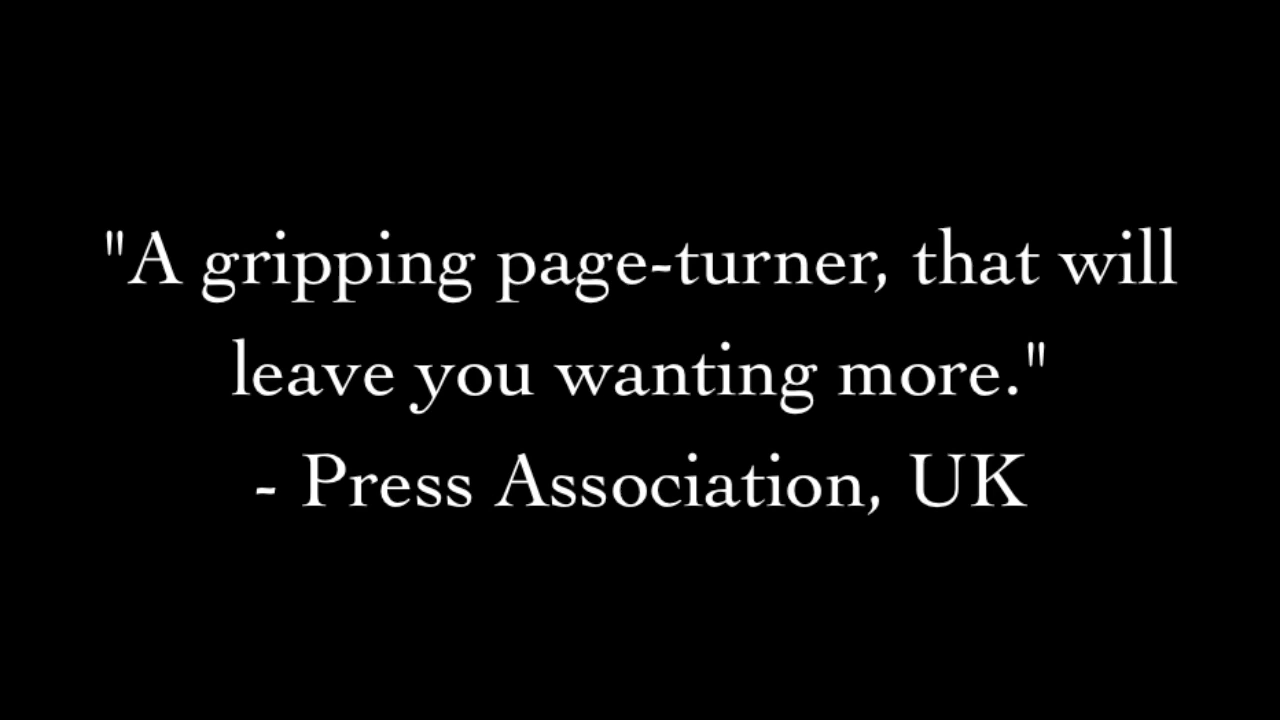 "A gripping page-turner, that will
leave you wanting more."
- Press Association, UK